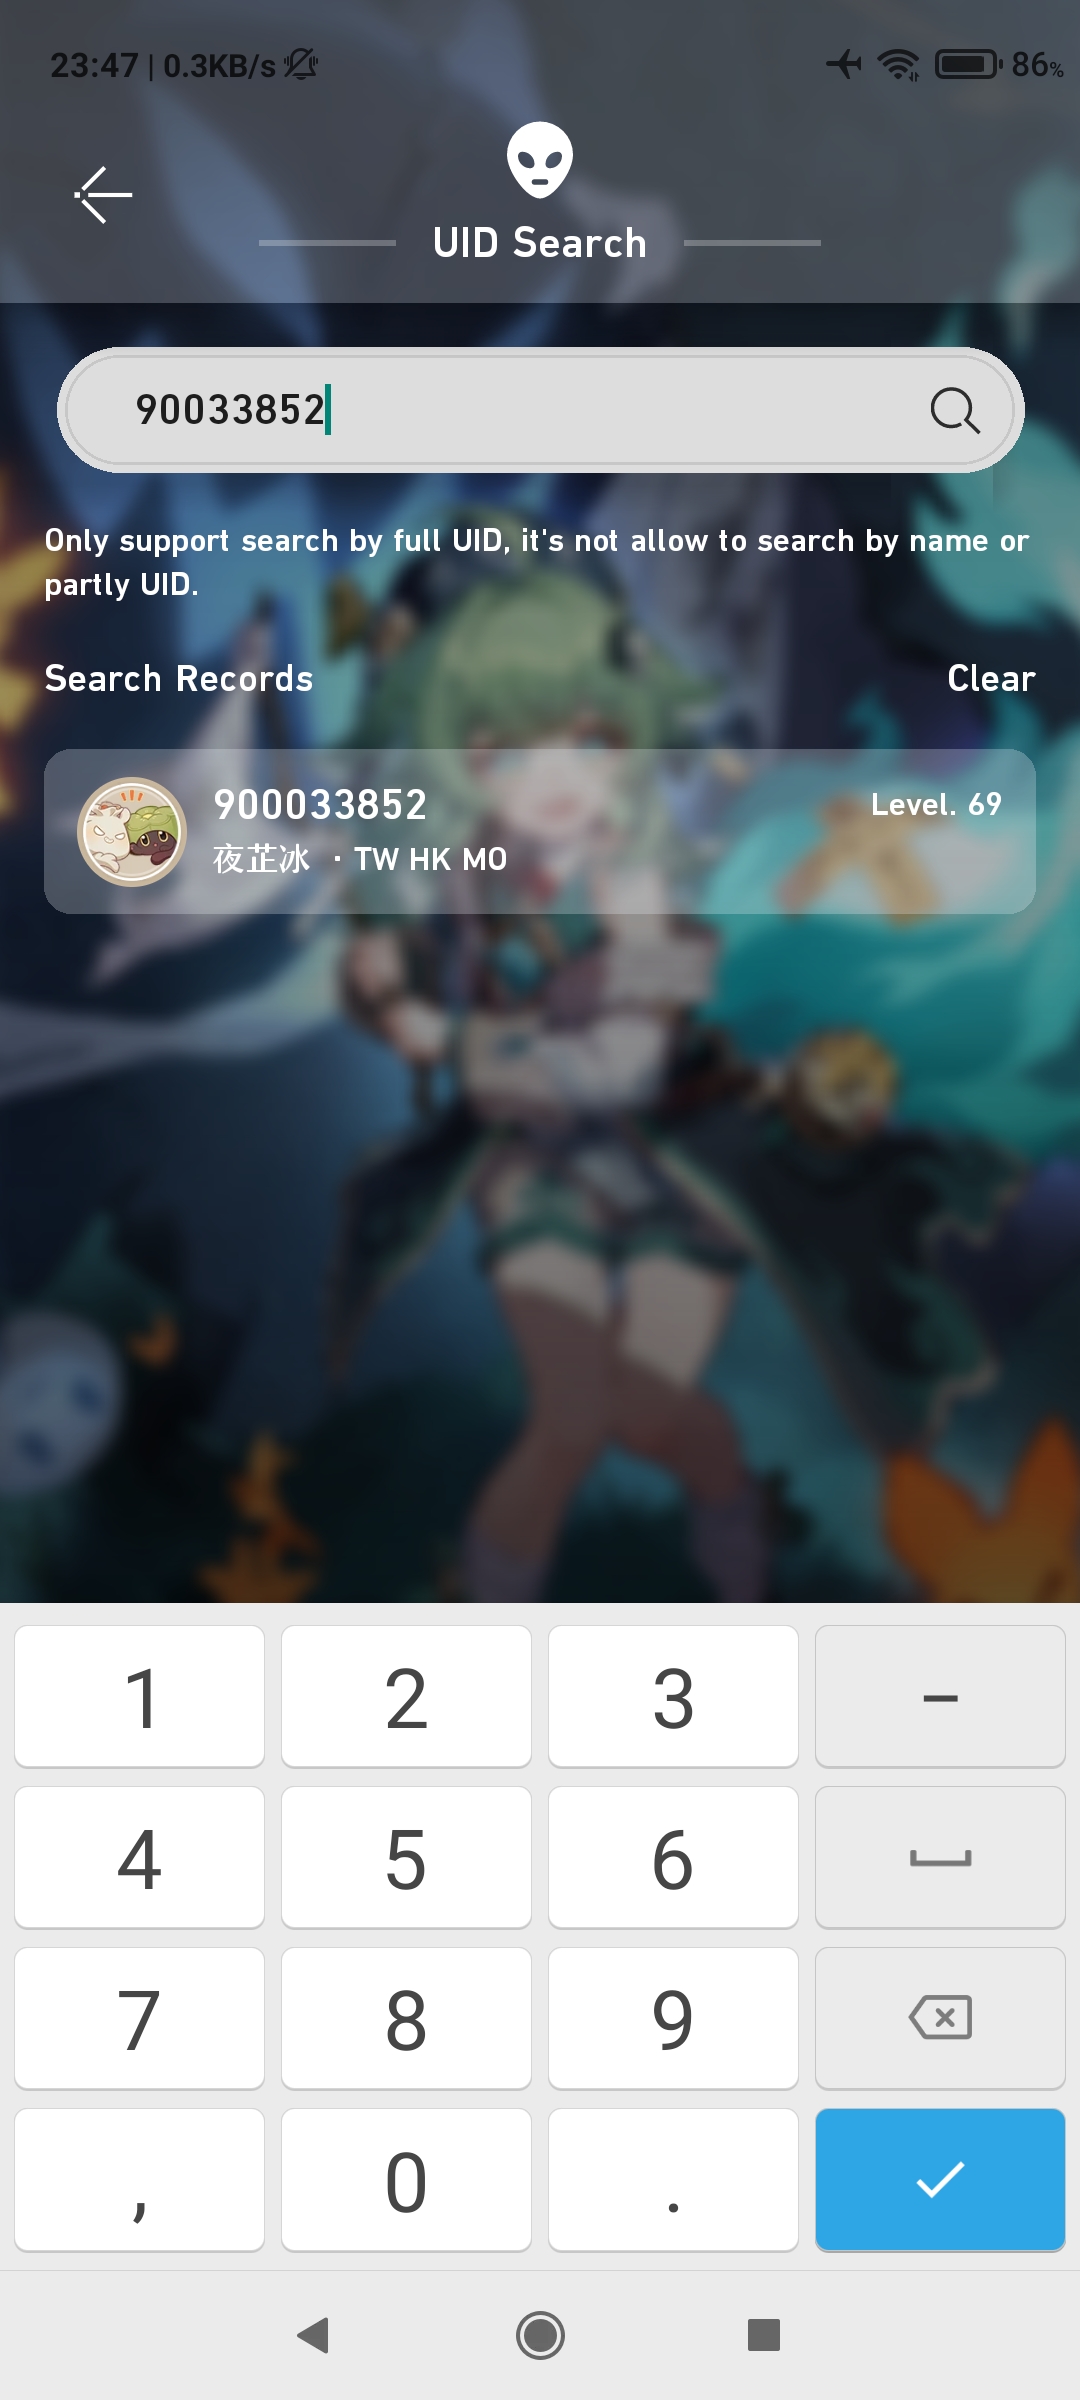 23:47 | 0.3KB/s
86%
UID Search
90033852
Only support search by full UID, it's not allow to search by name or
partly UID.
Search Records
Clear
900033852
Level. 69
夜芷冰 · TW HK MO
1 2 3 –
4 5 6
7 8 9
, 0 .